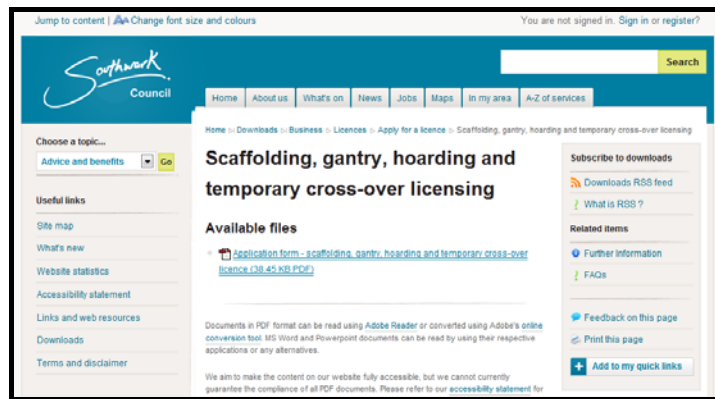 Jump to content | AA Change font size and colours
You are not signed in. Sign in or register?
Southwark
Council
Search
Home
About us
What's on
News
Jobs
Maps
In my area
A-Z of services
Home > Downloads > Business > Licences > Apply for a licence > Scaffolding, gantry, hoarding and temporary cross-over licensing
Choose a topic...
Advice and benefits
Go
Useful links
Site map
What's new
Website statistics
Accessibility statement
Links and web resources
Downloads
Terms and disclaimer
Scaffolding, gantry, hoarding and
temporary cross-over licensing
Available files
Application form - scaffolding, gantry, hoarding and temporary cross-over
licence (38.45 KB PDF)
Documents in PDF format can be read using Adobe Reader or converted using Adobe's online
conversion tool. MS Word and Powerpoint documents can be read by using their respective
applications or any alternatives.
We aim to make the content on our website fully accessible, but we cannot currently
guarantee the compliance of all PDF documents. Please refer to our accessibility statement for
Subscribe to downloads
Downloads RSS feed
What is RSS ?
Related items
Further Information
FAQs
Feedback on this page
Print this page
Add to my quick links